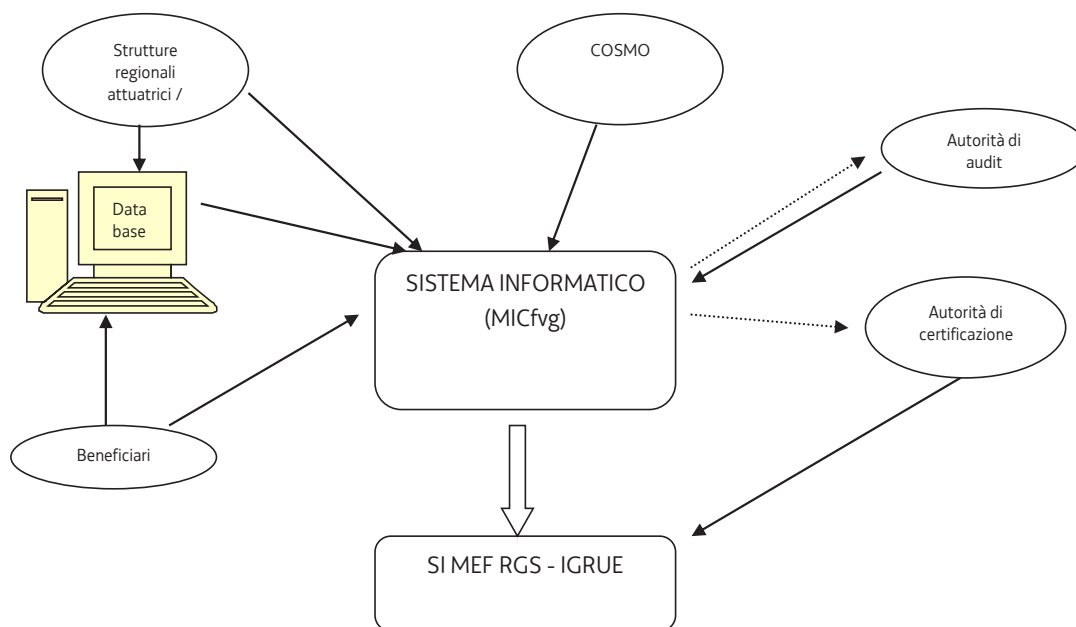 Strutture
regionali
attuatrici /
COSMO
Autorità di
audit
Data
base
SISTEMA INFORMATICO
(MICfvg)
Autorità di
certificazione
Beneficiari
SI MEF RGS - IGRUE